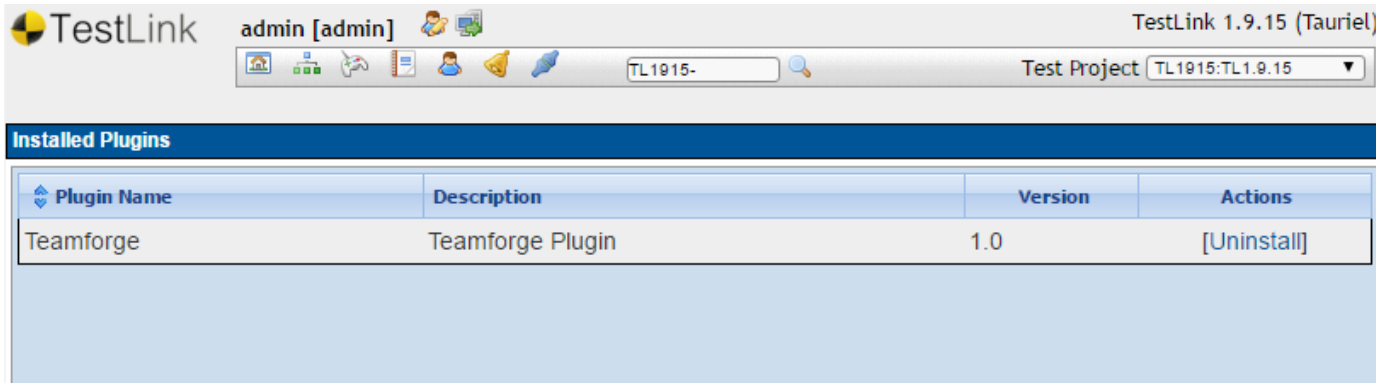 TestLink admin [admin] TestLink 1.9.15 (Tauriel)
TL1915- Test Project TL1915:TL1.9.15
Installed Plugins
Plugin Name Description Version Actions
Teamforge Teamforge Plugin 1.0 [Uninstall]